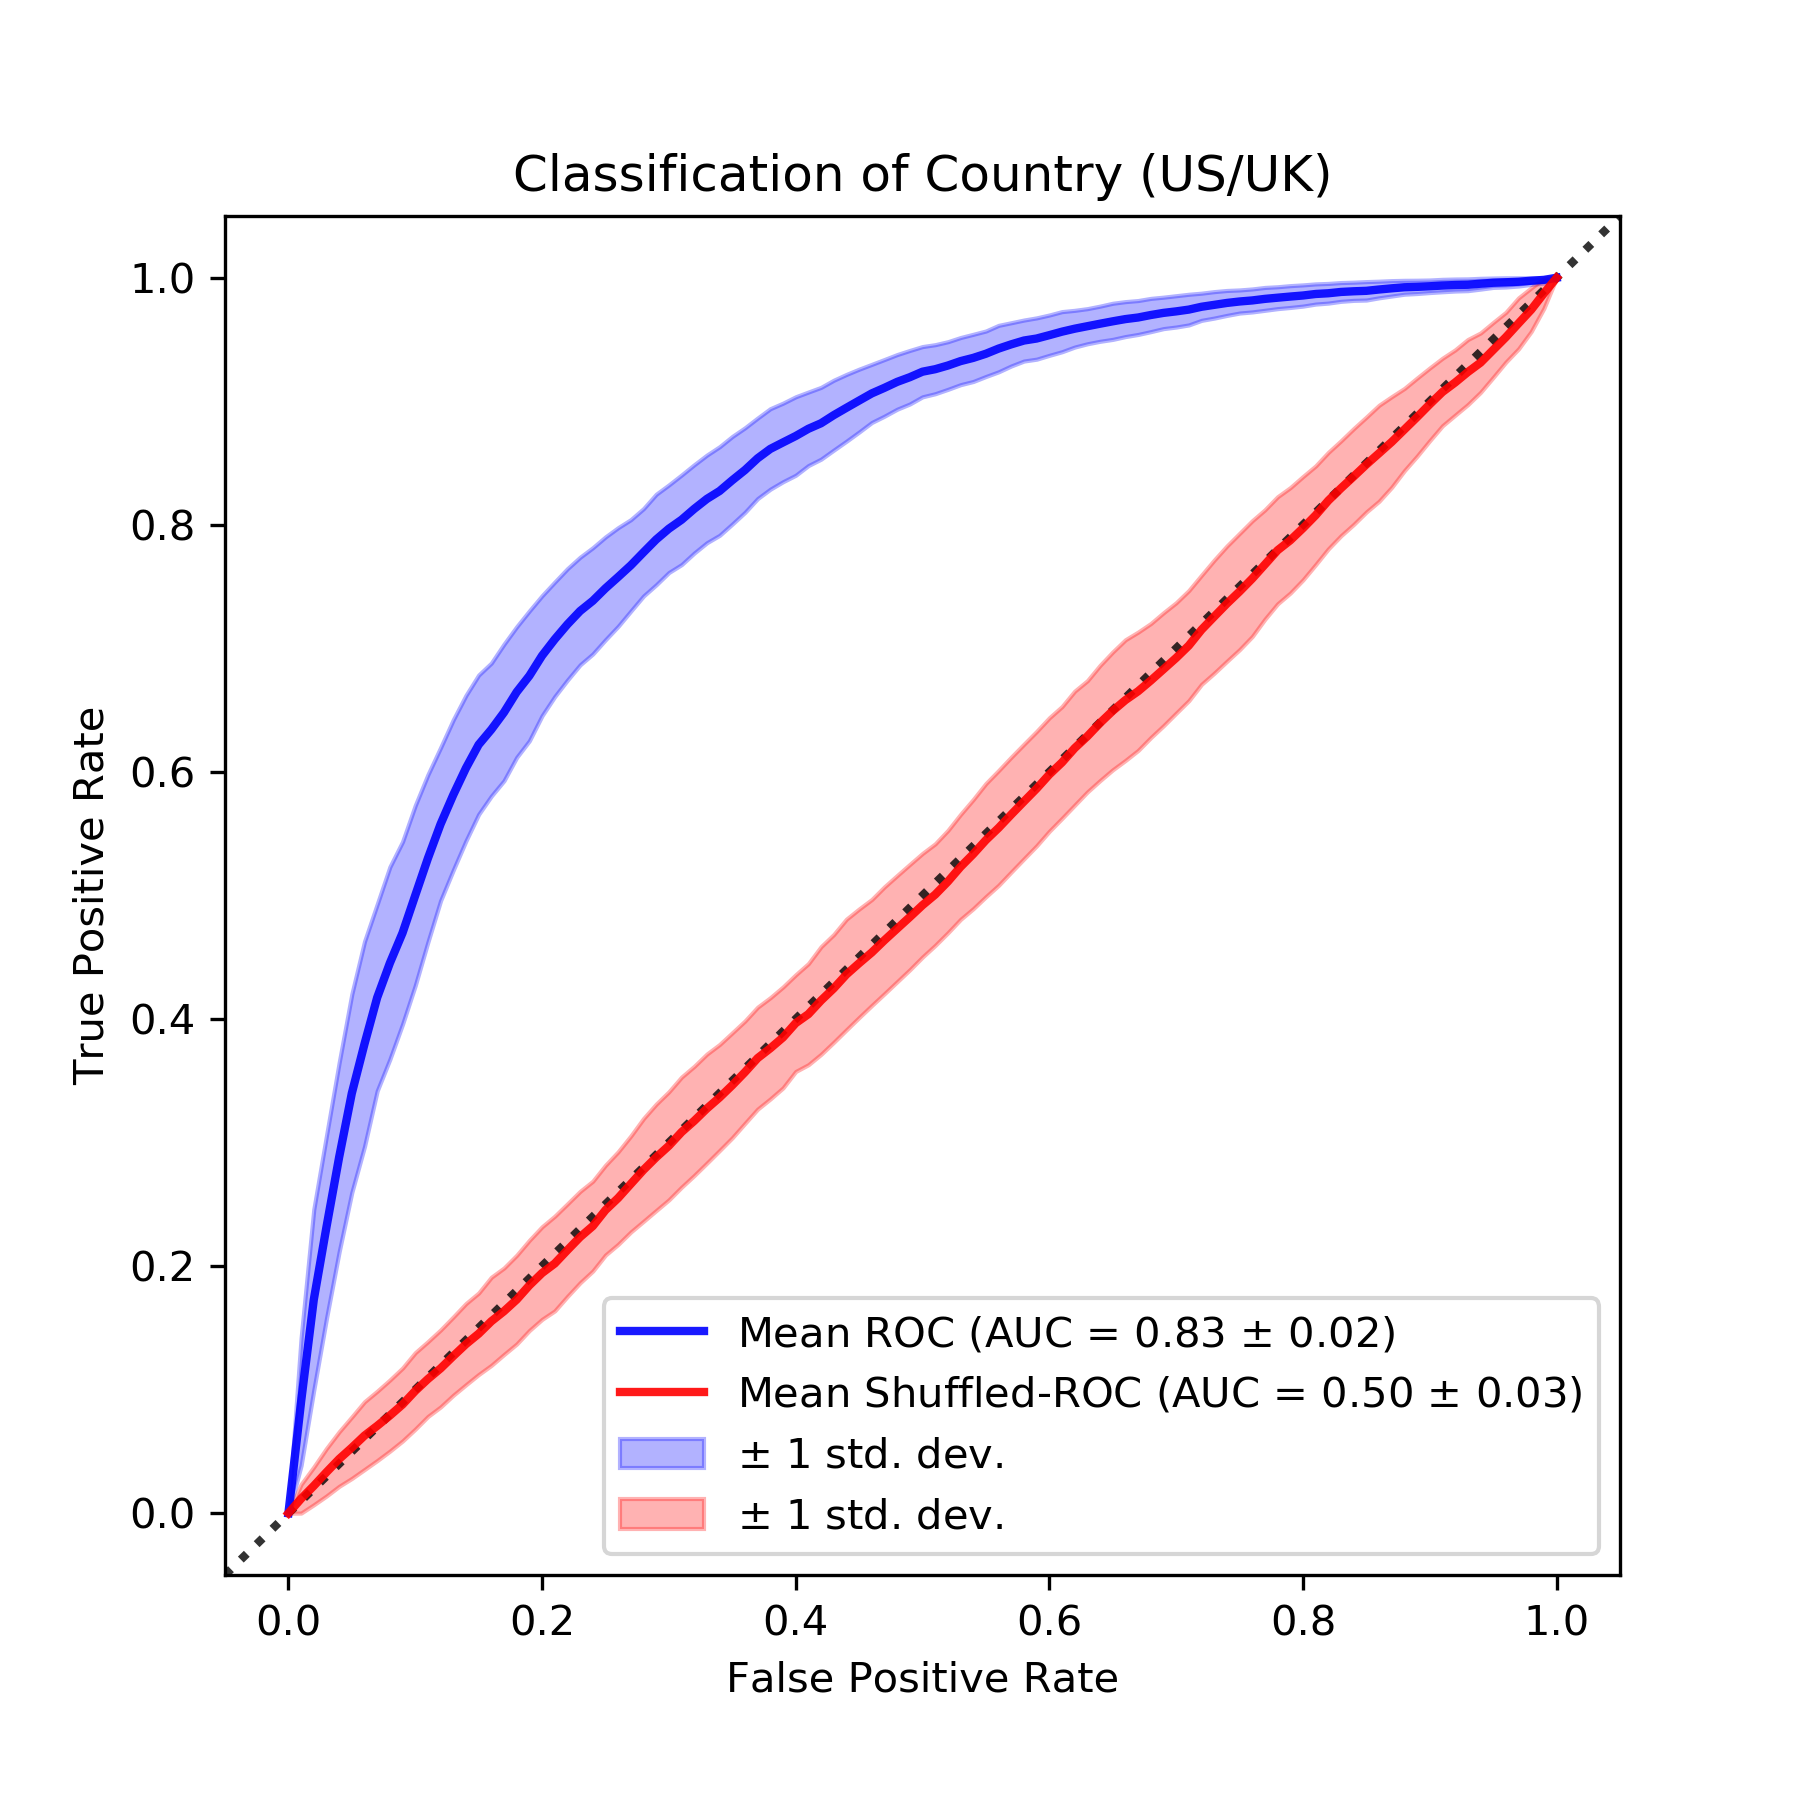 Classification of Country (US/UK)
1.0
0.8
0.6
0.4
0.2
0.0
True Positive Rate
Mean ROC (AUC = 0.83 ± 0.02)
Mean Shuffled-ROC (AUC = 0.50 ± 0.03)
± 1 std. dev.
± 1 std. dev.
0.0 0.2 0.4 0.6 0.8 1.0
False Positive Rate